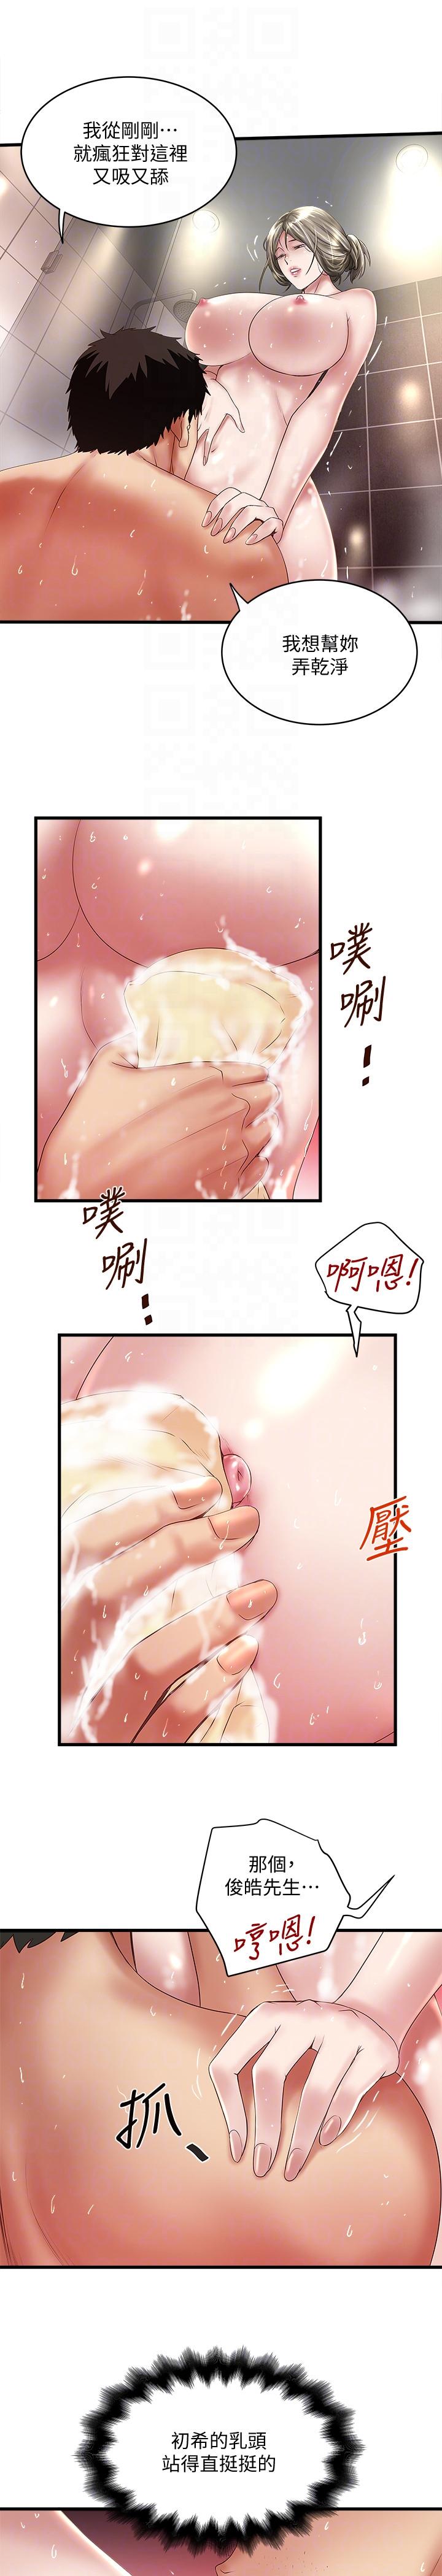 我從剛剛⋯
就瘋狂對這裡
又吸又舔
我想幫妳
弄乾淨
噗唰!
噗唰!
啊嗯!
壓
那個,
俊皓先生⋯
哼嗯!
抓、
初希的乳頭
站得直挺挺的